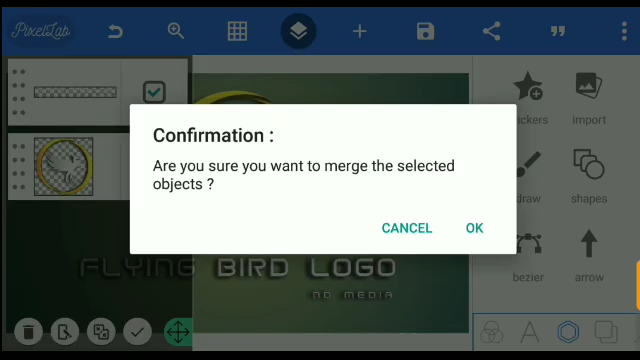 PixelLab
Confirmation :
Are you sure you want to merge the selected
objects ?
CANCEL
OK
import
draw
shapes
bezier
arrow
FLYING BIRD LOGO
NO MEDIA